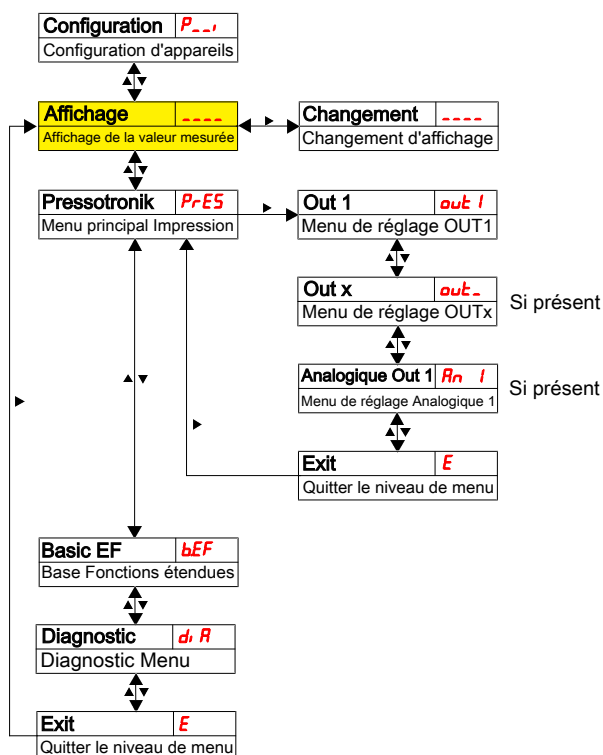 Configuration P__i
Configuration d'appareils
Affichage ____
Affichage de la valeur mesurée
Changement ____
Changement d'affichage
Pressotronik PrES
Menu principal Impression
Out 1 out 1
Menu de réglage OUT1
Out x out_
Menu de réglage OUTx
Si présent
Analogique Out 1 An 1
Menu de réglage Analogique 1
Si présent
Exit E
Quitter le niveau de menu
Basic EF b.EF
Base Fonctions étendues
Diagnostic di A
Diagnostic Menu
Exit E
Quitter le niveau de menu